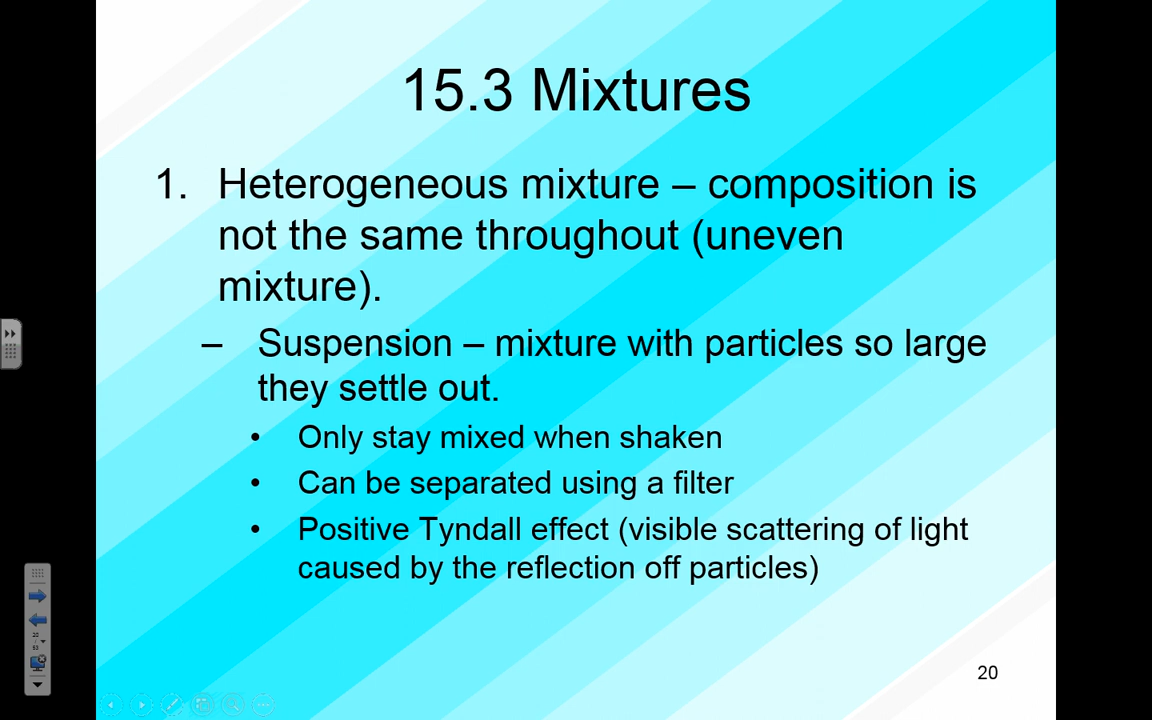 15.3 Mixtures
1. Heterogeneous mixture – composition is
not the same throughout (uneven
mixture).
– Suspension – mixture with particles so large
they settle out.
• Only stay mixed when shaken
• Can be separated using a filter
• Positive Tyndall effect (visible scattering of light
caused by the reflection off particles)
20
/
53
20